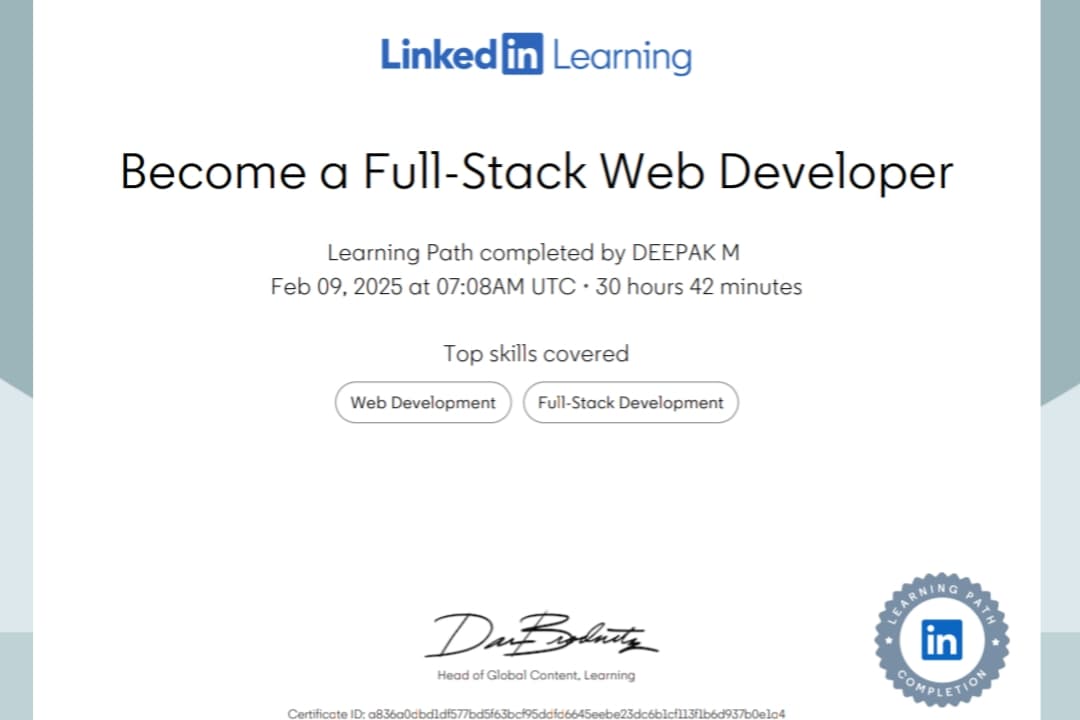 LinkedIn Learning
Become a Full-Stack Web Developer
Learning Path completed by DEEPAK M
Feb 09, 2025 at 07:08AM UTC • 30 hours 42 minutes
Top skills covered
Web Development
Full-Stack Development
Dan Brodnitz
Head of Global Content, Learning
LEARNING PATH
in
COMPLETION
Certificate ID: a836a0dbd1df577bd5f63bcf95ddfd6645eebe23dc6b1cf113f1b6d937b0e1a4